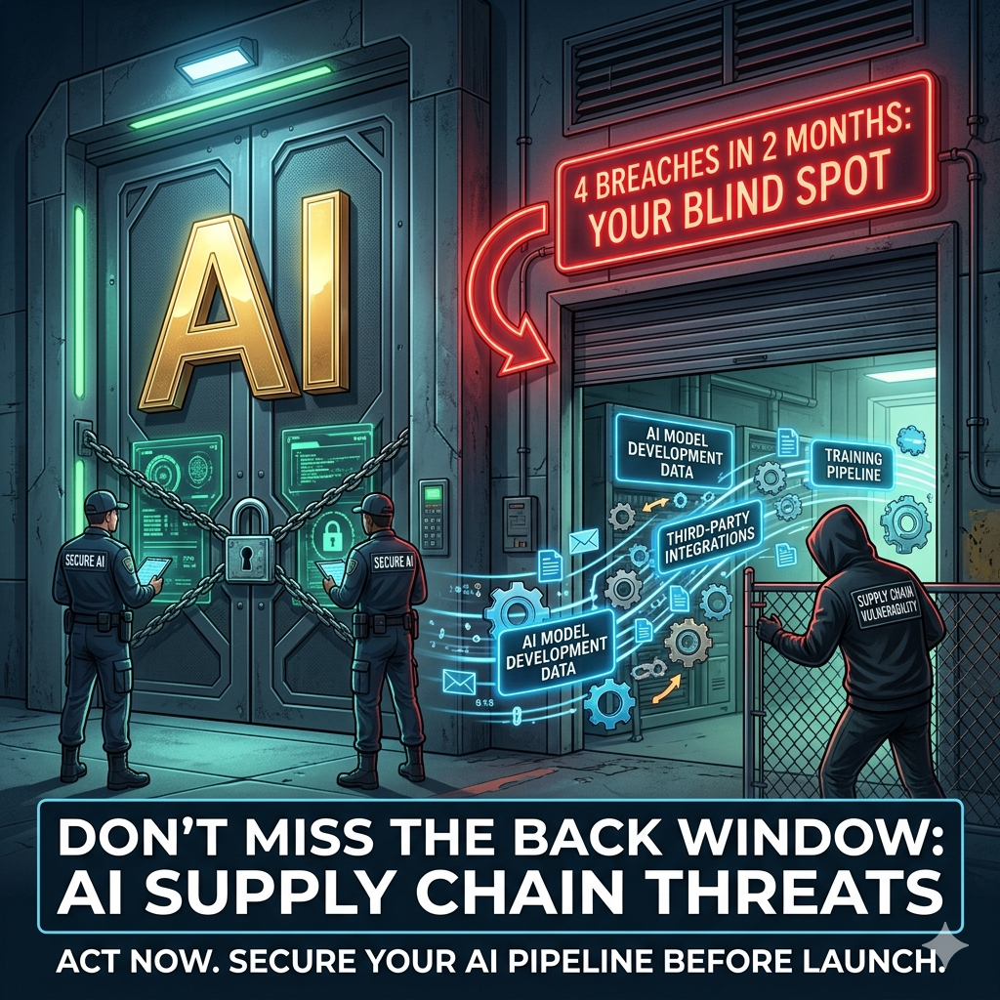 AI
4 BREACHES IN 2 MONTHS:
YOUR BLIND SPOT
AI MODEL
DEVELOPMENT
DATA
TRAINING
PIPELINE
THIRD-PARTY
INTEGRATIONS
SECURE AI
SECURE AI
SUPPLY CHAIN
VULNERAGILITY
AI MODEL
DEVELOPMENT
DATA
DON'T MISS THE BACK WINDOW:
AI SUPPLY CHAIN THREATS
ACT NOW. SECURE YOUR AI PIPELINE BEFORE LAUNCH.